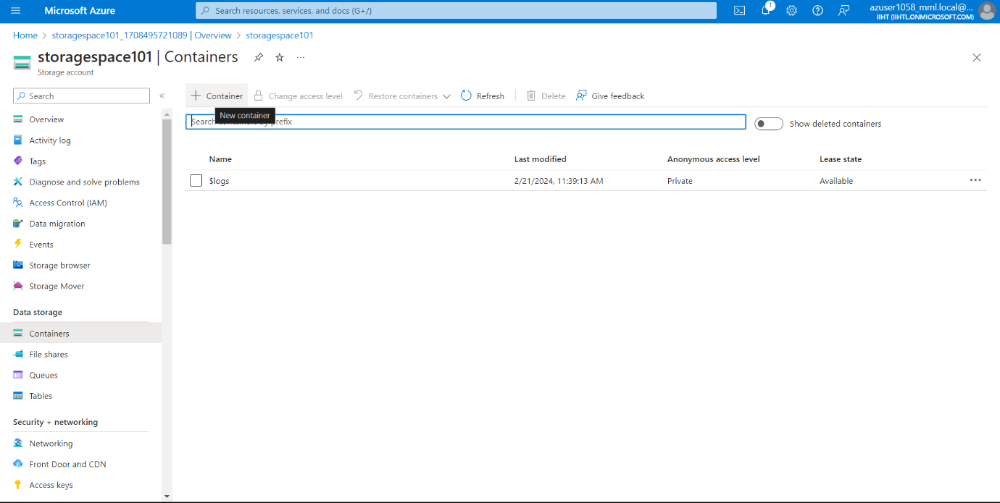 Microsoft Azure
Search resources, services, and docs (G+/)
1
azuser1058_mml.local@...
IIHT (IIHTL.ONMICROSOFT.COM)
Home > storagespace101_1708495721089 | Overview > storagespace101
storagespace101 | Containers
Storage account
Search
Container
Change access level
Restore containers
Refresh
Delete
Give feedback
New container
Search containers by prefix
Show deleted containers
Overview
Activity log
Tags
Diagnose and solve problems
Access Control (IAM)
Data migration
Events
Storage browser
Storage Mover
Data storage
Containers
File shares
Queues
Tables
Security + networking
Networking
Front Door and CDN
Access keys
Name Last modified Anonymous access level Lease state
$logs 2/21/2024, 11:39:13 AM Private Available